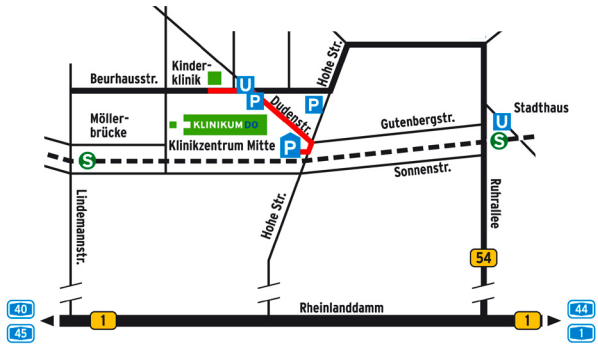 Kinder-
klinik
Hohe Str.
Beurhausstr.
U
P
P
Dudenstr.
Möller-
brücke
KLINIKUMDO
Klinikzentrum Mitte
P
Gutenbergstr.
Stadthaus
U
S
S
Sonnenstr.
Lindemannstr.
Hohe Str.
Ruhrallee
54
Rheinlanddamm
40
45
1
1
44
1